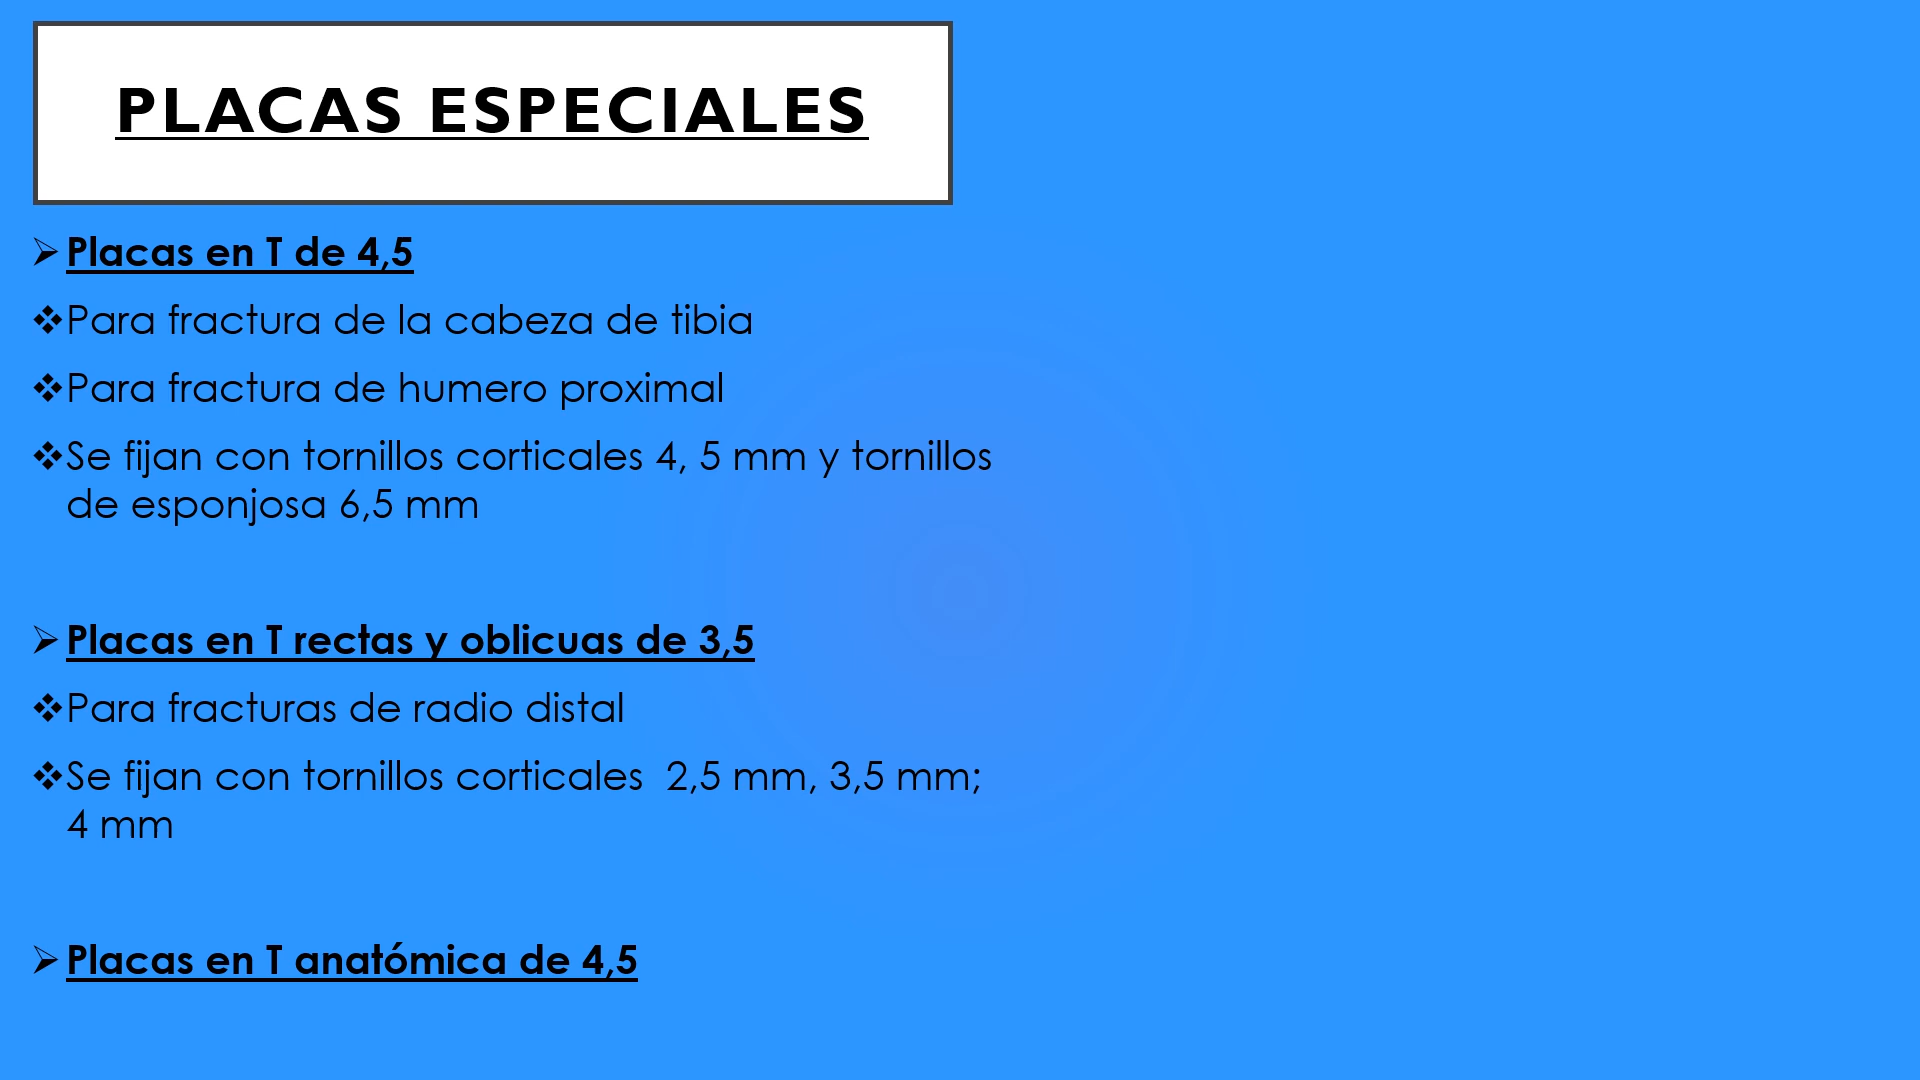 PLACAS ESPECIALES
Placas en T de 4,5
Para fractura de la cabeza de tibia
Para fractura de humero proximal
Se fijan con tornillos corticales 4, 5 mm y tornillos
de esponjosa 6,5 mm
Placas en T rectas y oblicuas de 3,5
Para fracturas de radio distal
Se fijan con tornillos corticales  2,5 mm, 3,5 mm;
4 mm
Placas en T anatómica de 4,5